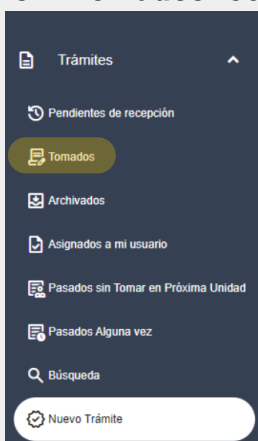 Trámites
Pendientes de recepción
Tomados
Archivados
Asignados a mi usuario
Pasados sin Tomar en Próxima Unidad
Pasados Alguna vez
Búsqueda
Nuevo Trámite